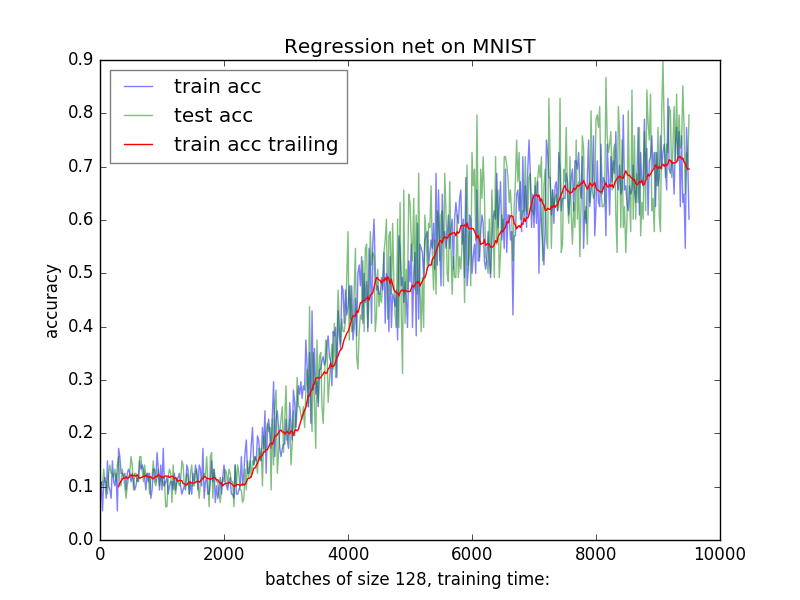 Regression net on MNIST
0.9
0.8
0.7
0.6
0.5
0.4
0.3
0.2
0.1
0.0
accuracy
train acc
test acc
train acc trailing
0 2000 4000 6000 8000 10000
batches of size 128, training time: